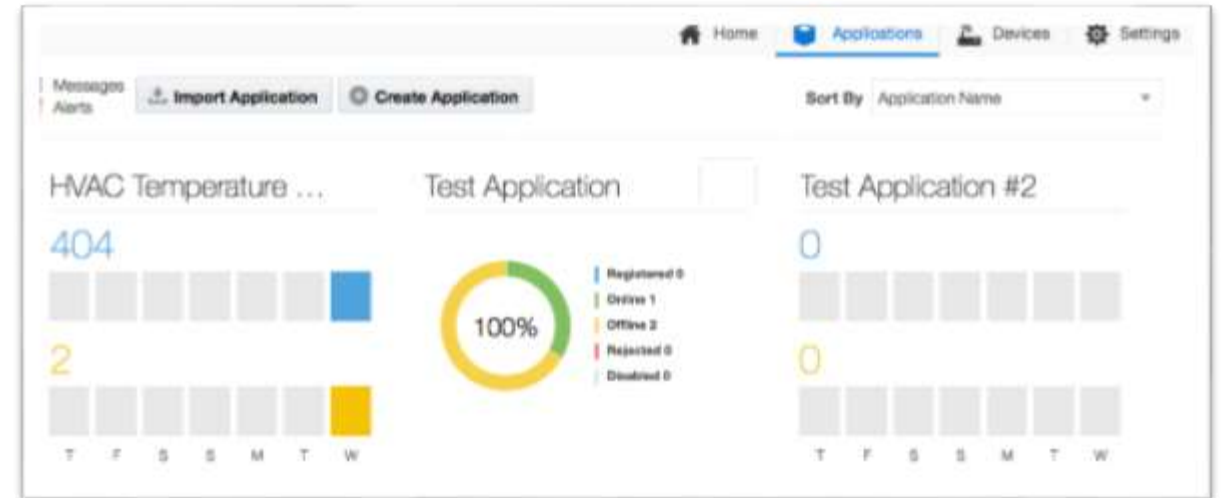 Home Applications Devices Settings
Messages
Alerts
Import Application Create Application Sort By Application Name
HVAC Temperature ... Test Application Test Application #2
404 0
Registered 0
Online 1
100% Offline 2
Rejected 0
Disabled 0
2 0
T F S S M T W T F S S M T W